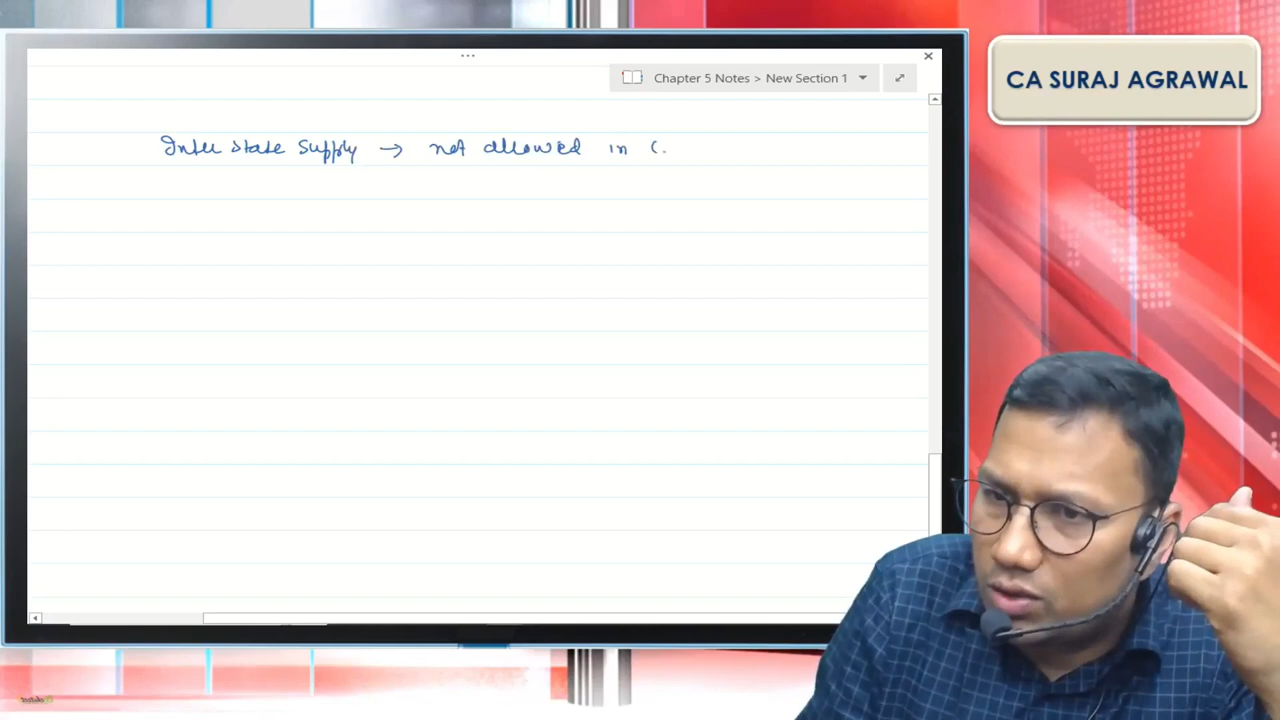 ...
Chapter 5 Notes > New Section 1
CA SURAJ AGRAWAL
Inter State Supply → not allowed in (.